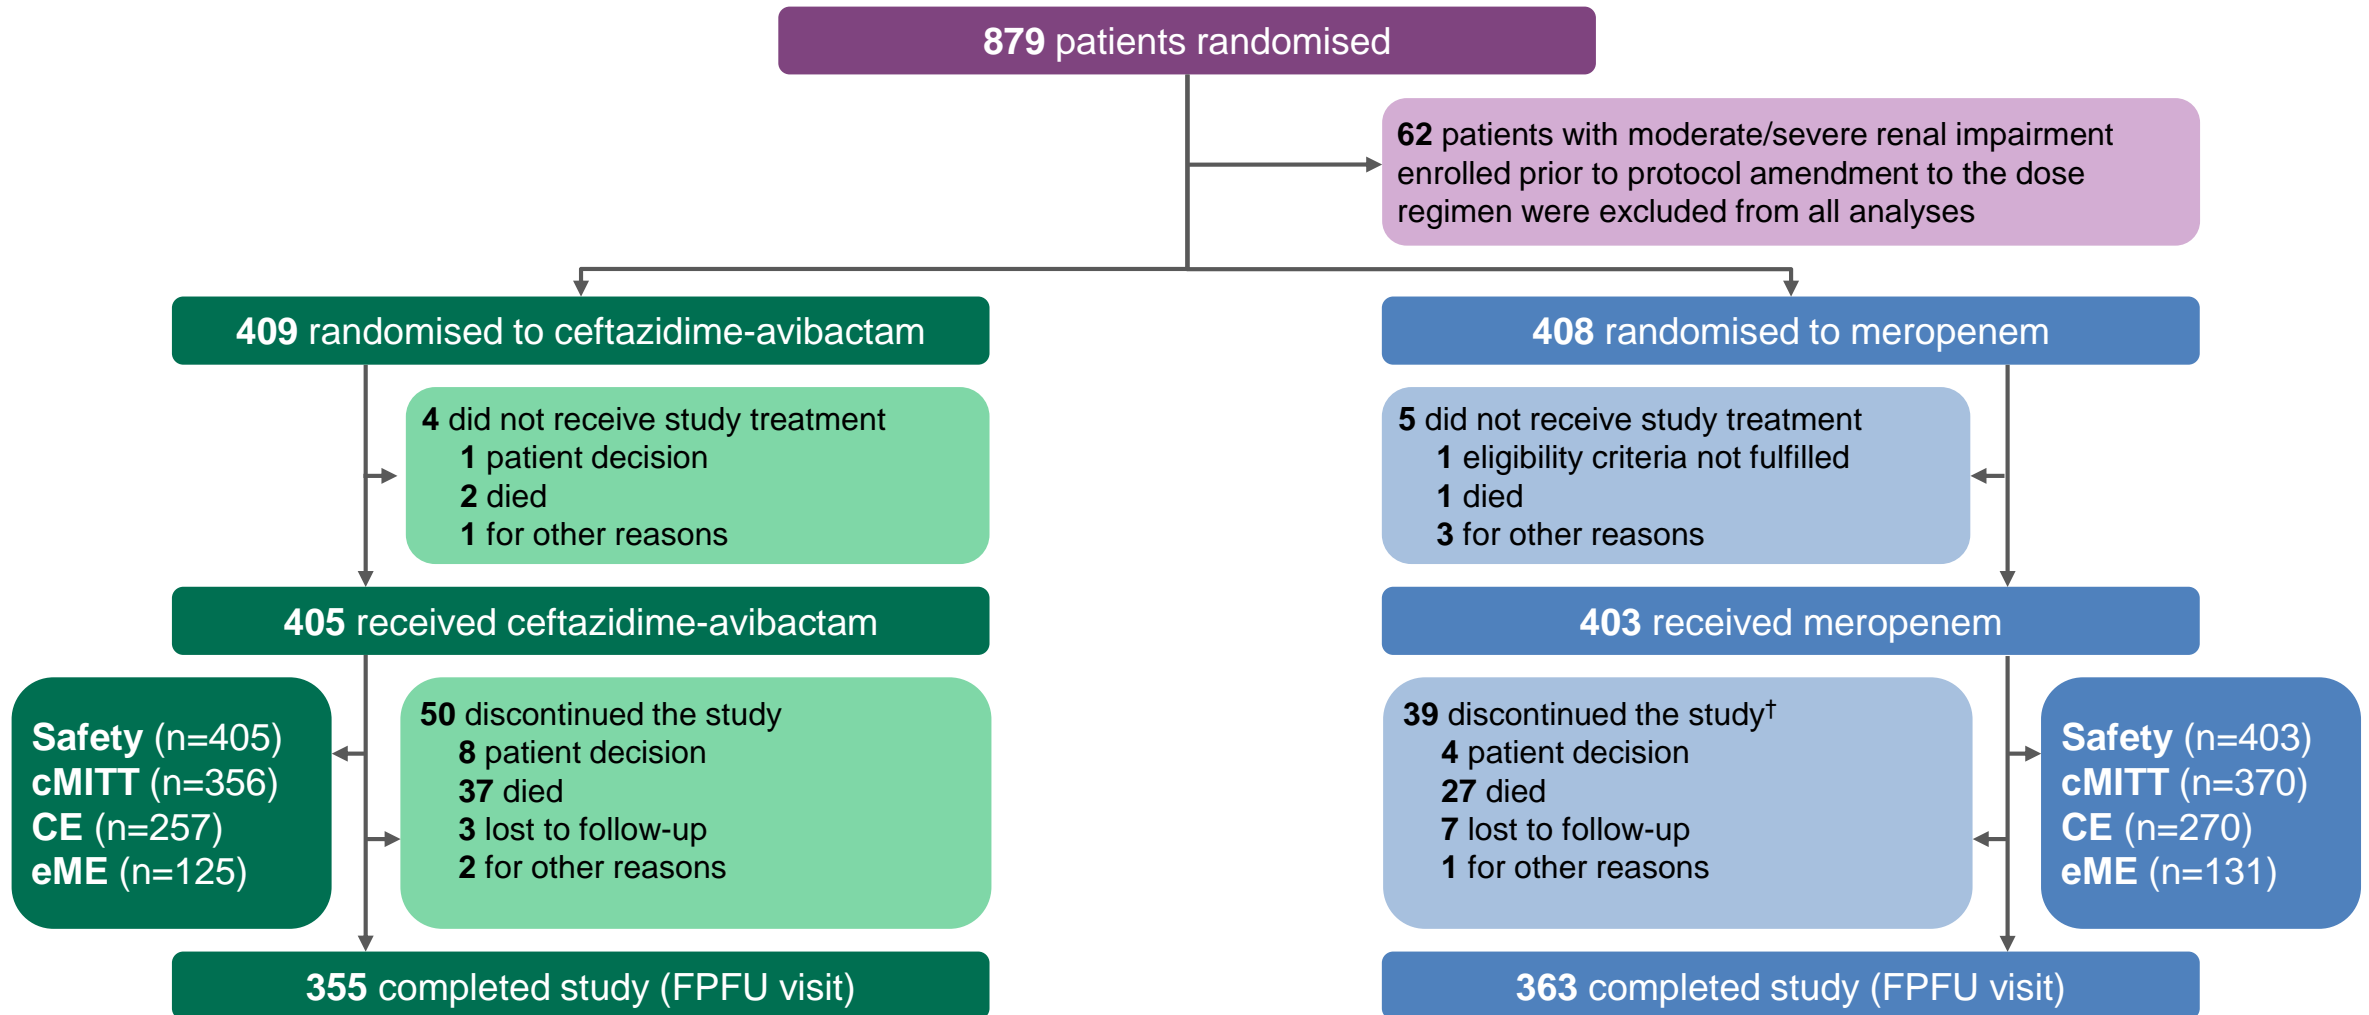 879 patients randomised
62 patients with moderate/severe renal impairment
enrolled prior to protocol amendment to the dose
regimen were excluded from all analyses
409 randomised to ceftazidime-avibactam
408 randomised to meropenem
4 did not receive study treatment
1 patient decision
2 died
1 for other reasons
5 did not receive study treatment
1 eligibility criteria not fulfilled
1 died
3 for other reasons
405 received ceftazidime-avibactam
403 received meropenem
Safety (n=405)
cMITT (n=356)
CE (n=257)
eME (n=125)
50 discontinued the study
8 patient decision
37 died
3 lost to follow-up
2 for other reasons
39 discontinued the study†
4 patient decision
27 died
7 lost to follow-up
1 for other reasons
Safety (n=403)
cMITT (n=370)
CE (n=270)
eME (n=131)
355 completed study (FPFU visit)
363 completed study (FPFU visit)